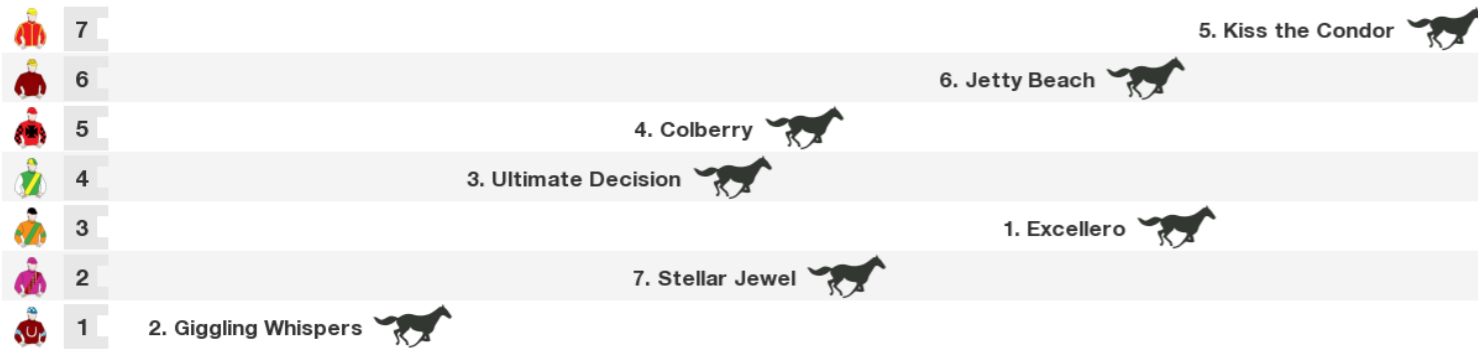 7 5. Kiss the Condor
6 6. Jetty Beach
5 4. Colberry
4 3. Ultimate Decision
3 1. Excellero
2 7. Stellar Jewel
1 2. Giggling Whispers